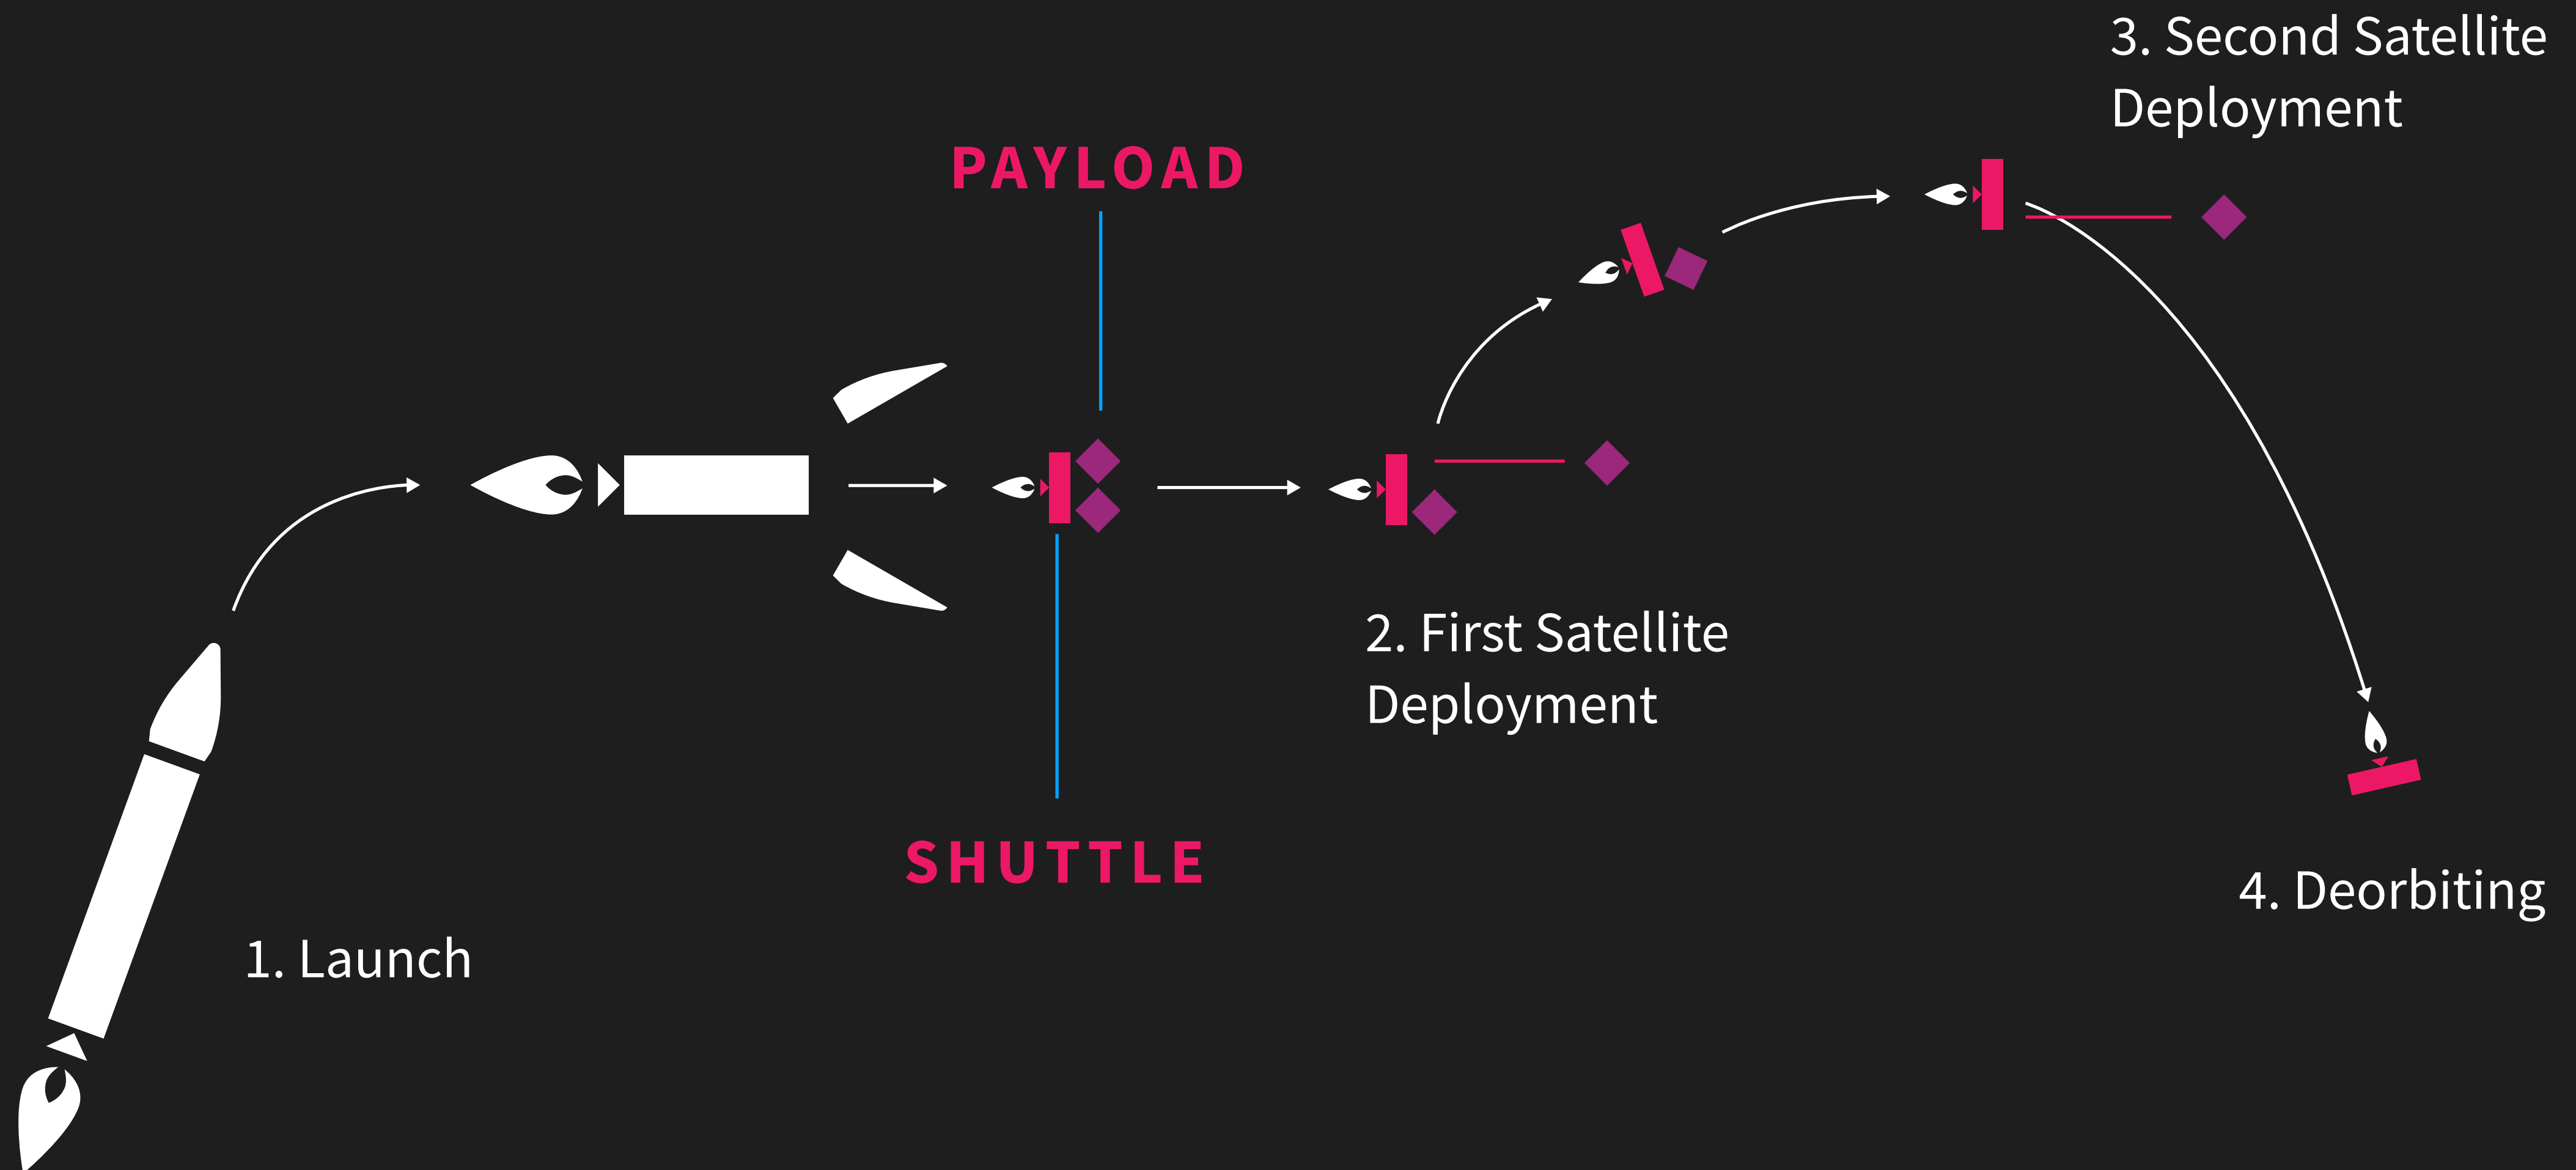 3. Second Satellite
Deployment
PAYLOAD
2. First Satellite
Deployment
SHUTTLE
4. Deorbiting
1. Launch